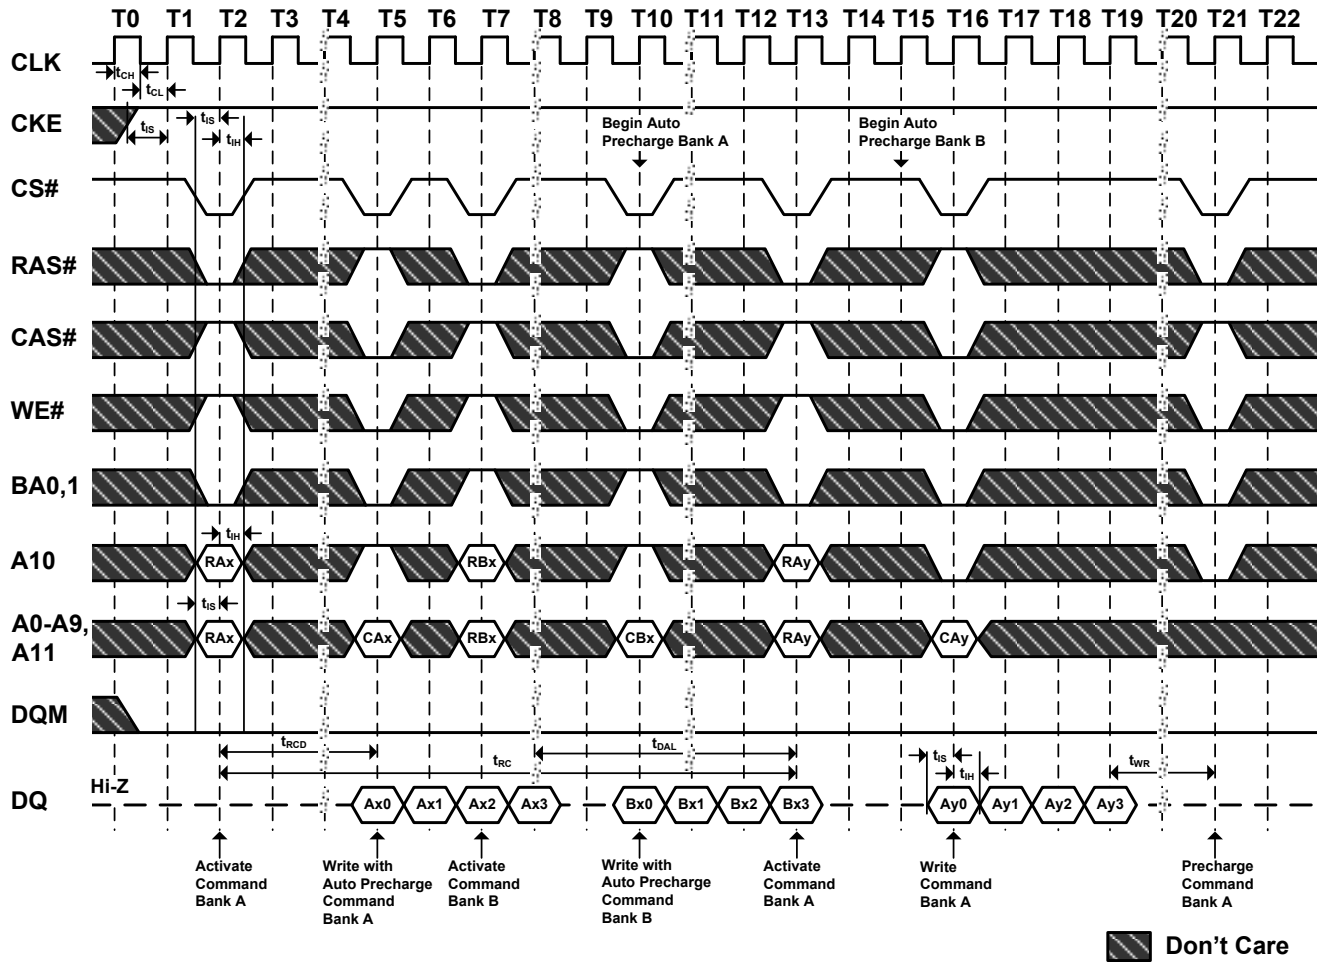 T0 T1 T2 T3 T4 T5 T6 T7 T8 T9 T10 T11 T12 T13 T14 T15 T16 T17 T18 T19 T20 T21 T22
CLK
tCH
tCL
CKE
tIS
tIS
tIH
Begin Auto
Precharge Bank A
Begin Auto
Precharge Bank B
CS#
RAS#
CAS#
WE#
BA0,1
tIH
A10
RAx RBx RAy
tIS
A0-A9,
A11
RAx CAx RBx CBx RAy CAy
DQM
tRCD
tDAL
tRC
tIS
tIH
tWR
Hi-Z
DQ
Ax0 Ax1 Ax2 Ax3 Bx0 Bx1 Bx2 Bx3 Ay0 Ay1 Ay2 Ay3
Activate
Command
Bank A
Write with
Auto Precharge
Command
Bank A
Activate
Command
Bank B
Write with
Auto Precharge
Command
Bank B
Activate
Command
Bank A
Write
Command
Bank A
Precharge
Command
Bank A
Don't Care